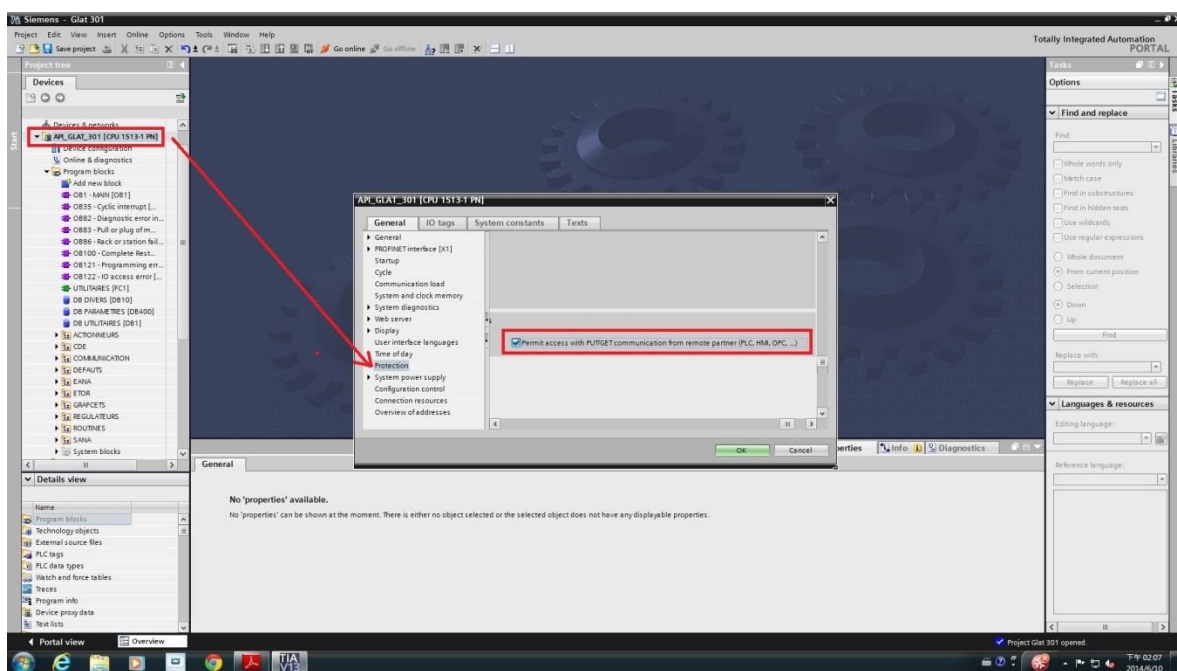 Siemens - Glat 301
Project Edit View Insert Online Options Tools Window Help
Totally Integrated Automation
PORTAL
Save project
Go online
Go offline
Project tree
Devices
Devices & networks
API_GLAT_301 [CPU 1513-1 PN]
Device configuration
Online & diagnostics
Program blocks
Add new block
OB1 - MAIN [OB1]
OB35 - Cyclic interrupt [...
OB82 - Diagnostic error in...
OB83 - Pull or plug of m...
OB86 - Rack or station fail...
OB100 - Complete Rest...
OB121 - Programming err...
OB122 - IO access error [...
UTILITAIRES [FC1]
DB DIVERS [DB10]
DB PARAMETRES [DB400]
DB UTILITAIRES [DB1]
ACTIONNEURS
CDE
COMMUNICATION
DEFAUTS
EANA
ETOR
GRAFCETS
REGULATEURS
ROUTINES
SANA
System blocks
Details view
Name
Program blocks
Technology objects
External source files
PLC tags
PLC data types
Watch and force tables
Traces
Program info
Device proxy data
Text lists
Start
API_GLAT_301 [CPU 1513-1 PN]
General IO tags System constants Texts
General
PROFINET interface [X1]
Startup
Cycle
Communication load
System and clock memory
System diagnostics
Web server
Display
User interface languages
Time of day
Protection
System power supply
Configuration control
Connection resources
Overview of addresses
Permit access with PUT/GET communication from remote partner (PLC, HMI, OPC, ...)
OK Cancel
erties Info Diagnostics
General
No 'properties' available.
No 'properties' can be shown at the moment. There is either no object selected or the selected object does not have any displayable properties.
Tasks
Options
Find and replace
Find:
Whole words only
Match case
Find in substructures
Find in hidden texts
Use wildcards
Use regular expressions
Whole document
From current position
Selection
Down
Up
Find
Replace with:
Replace Replace all
Languages & resources
Editing language:
Reference language:
Tasks
Libraries
Portal view Overview
Project Glat 301 opened.
TIA
V13
下午 02:07
2014/6/10